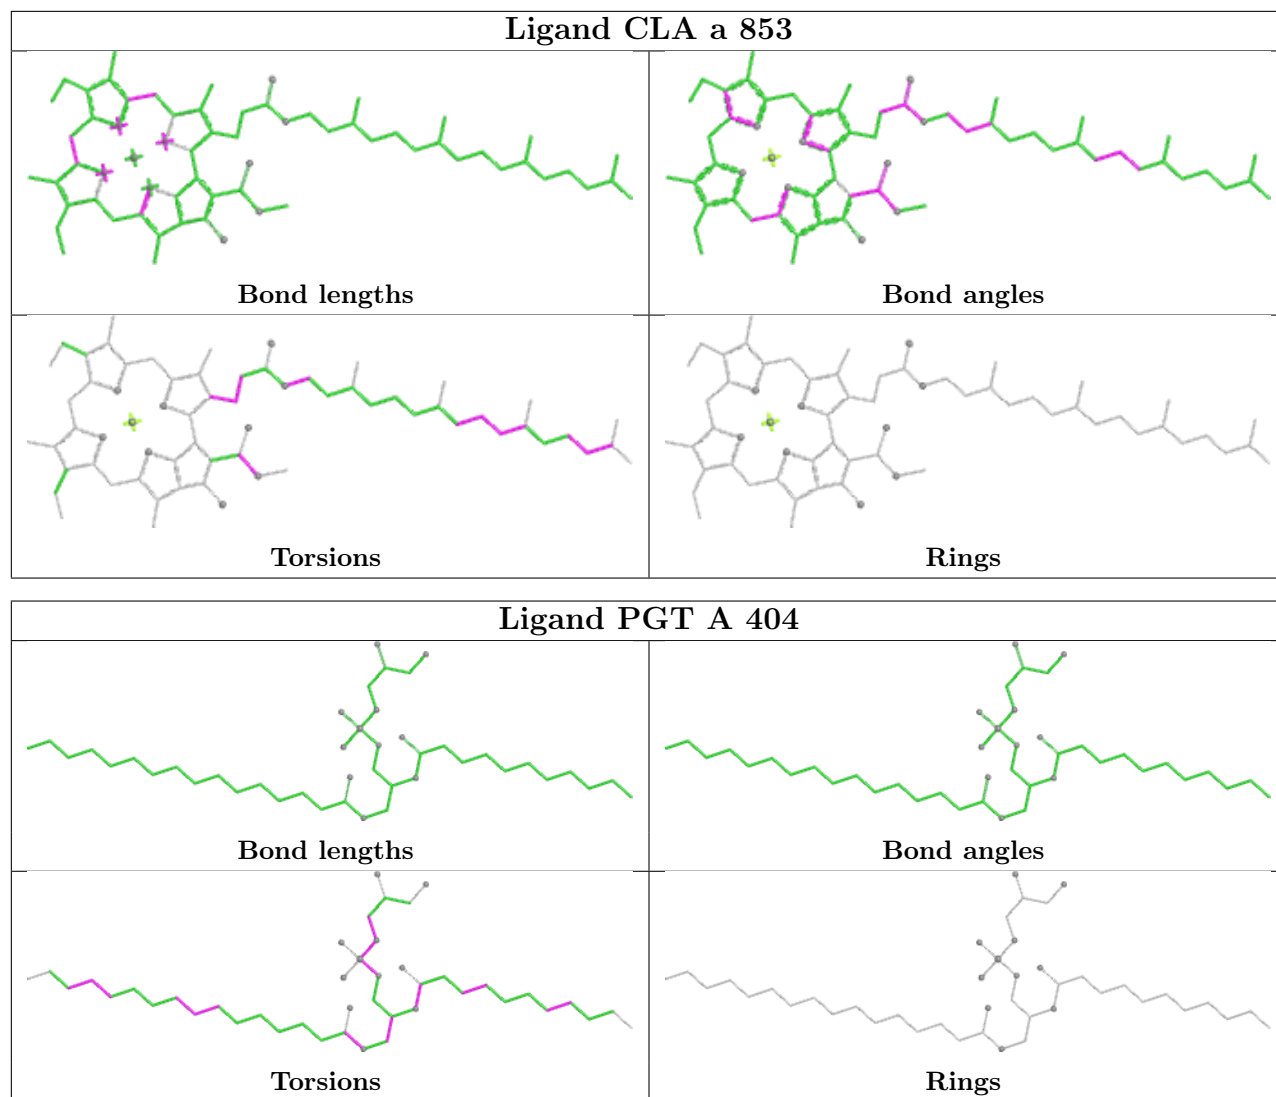 Ligand CLA a 853
Bond lengths
Bond angles
Torsions
Rings
Ligand PGT A 404
Bond lengths
Bond angles
Torsions
Rings